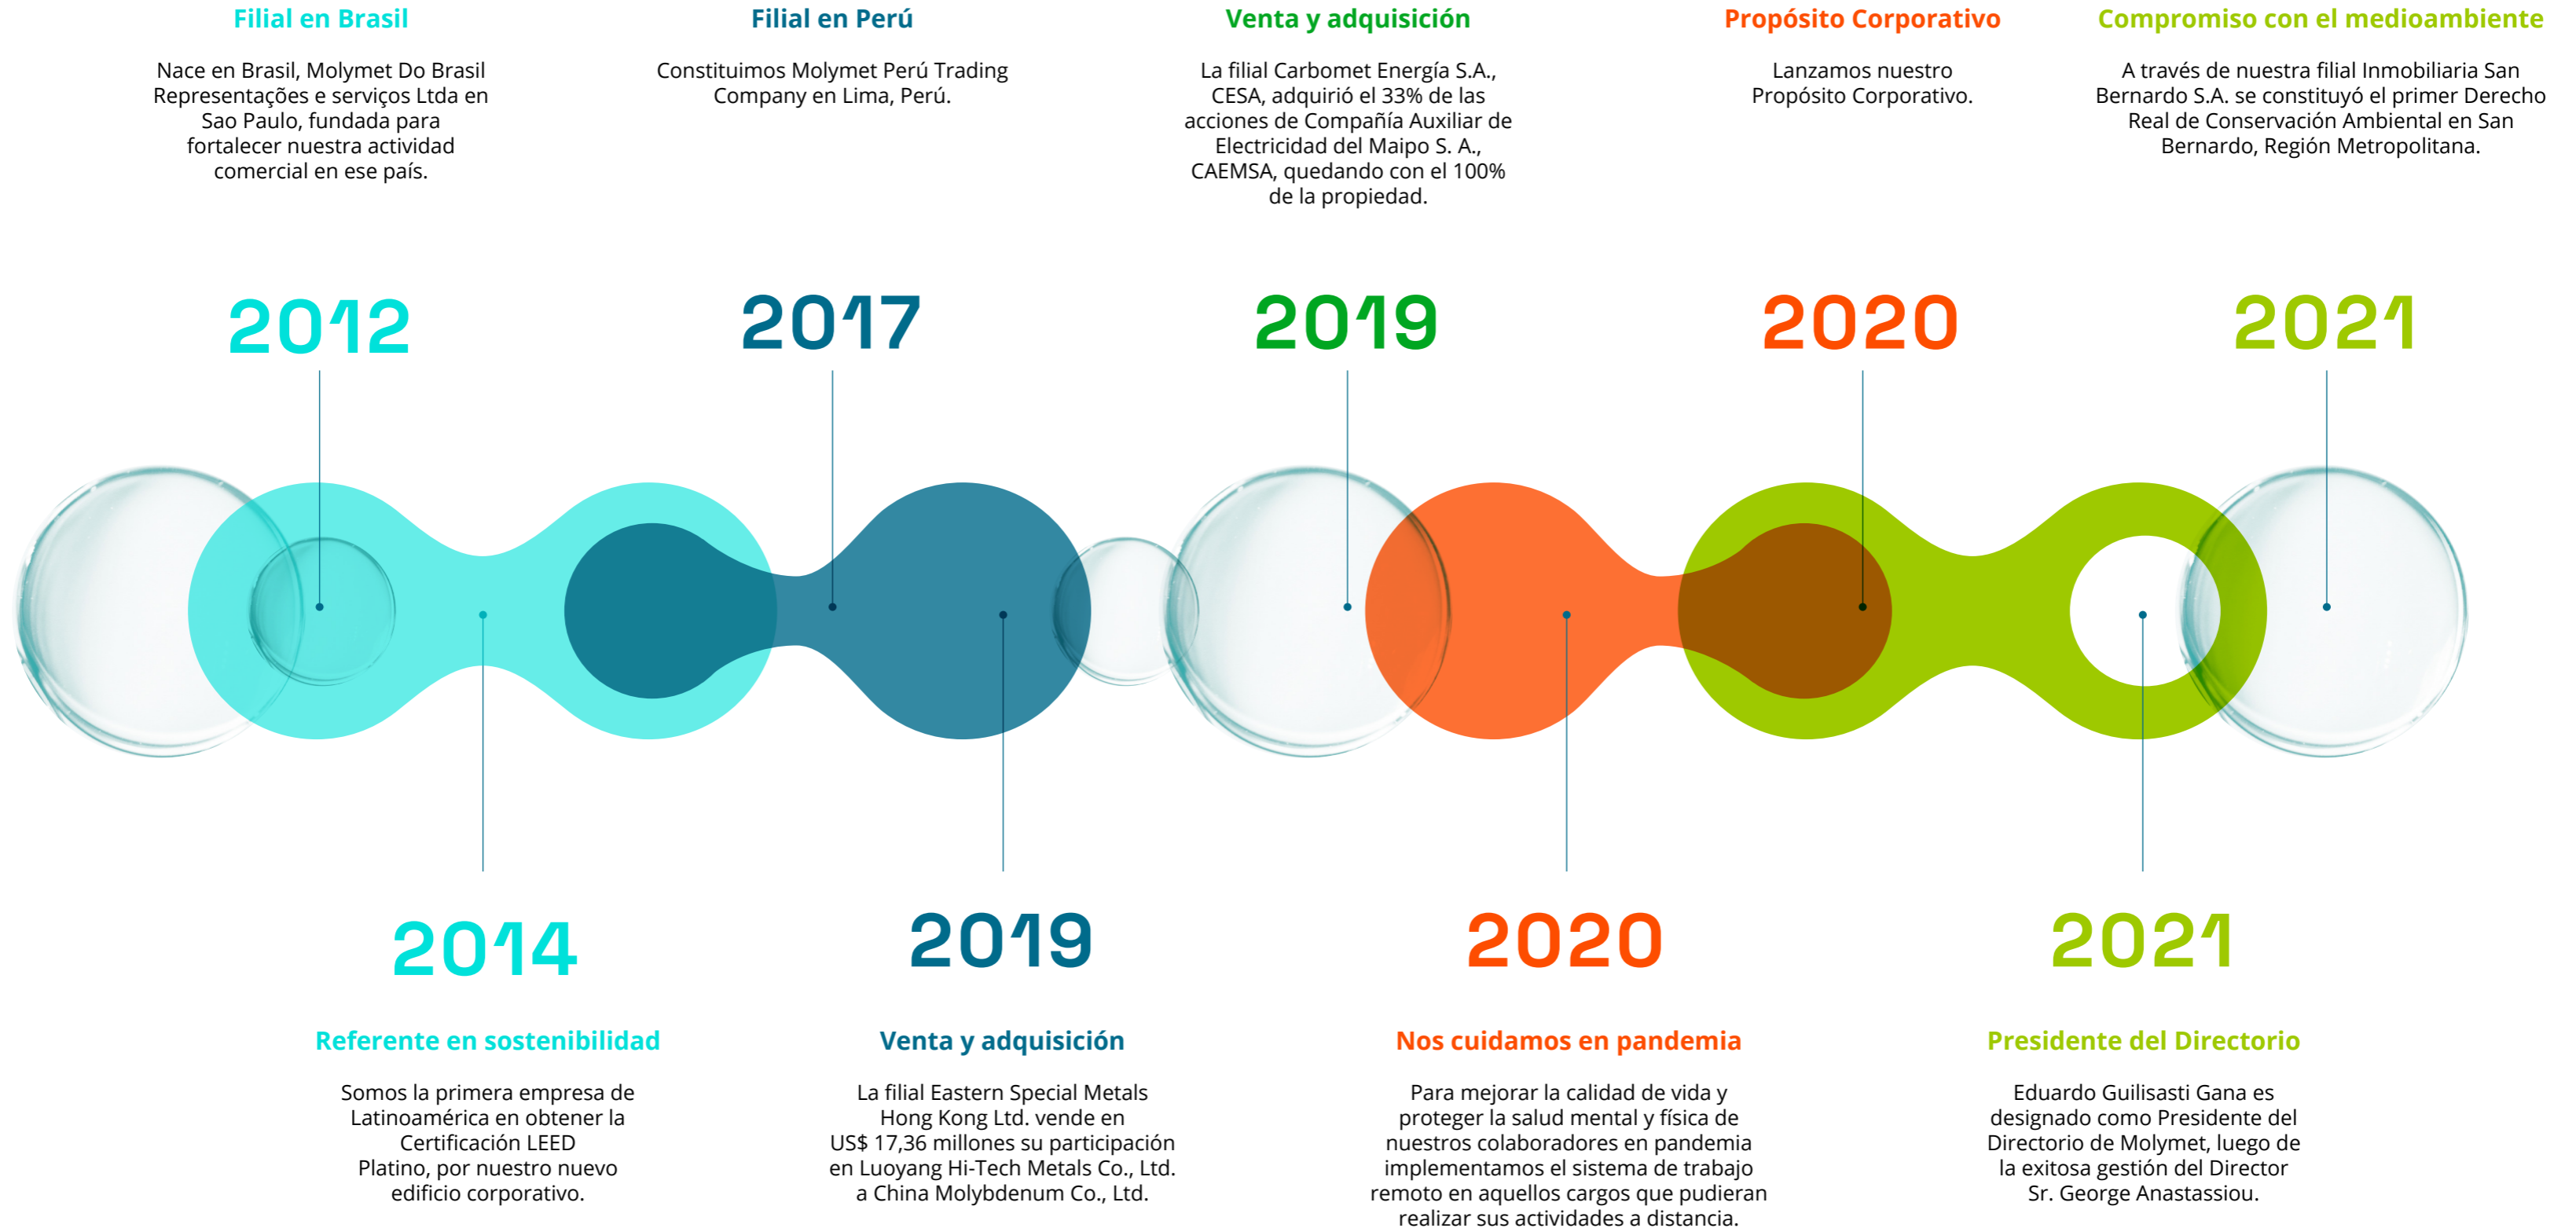 Filial en Brasil
Nace en Brasil, Molymet Do Brasil
Representações e serviços Ltda en
Sao Paulo, fundada para
fortalecer nuestra actividad
comercial en ese país.
2012
Filial en Perú
Constituimos Molymet Perú Trading
Company en Lima, Perú.
2017
Venta y adquisición
La filial Carbomet Energía S.A.,
CESA, adquirió el 33% de las
acciones de Compañía Auxiliar de
Electricidad del Maipo S. A.,
CAEMSA, quedando con el 100%
de la propiedad.
2019
Propósito Corporativo
Lanzamos nuestro
Propósito Corporativo.
2020
Compromiso con el medioambiente
A través de nuestra filial Inmobiliaria San
Bernardo S.A. se constituyó el primer Derecho
Real de Conservación Ambiental en San
Bernardo, Región Metropolitana.
2021
2014
Referente en sostenibilidad
Somos la primera empresa de
Latinoamérica en obtener la
Certificación LEED
Platino, por nuestro nuevo
edificio corporativo.
2019
Venta y adquisición
La filial Eastern Special Metals
Hong Kong Ltd. vende en
US$ 17,36 millones su participación
en Luoyang Hi-Tech Metals Co., Ltd.
a China Molybdenum Co., Ltd.
2020
Nos cuidamos en pandemia
Para mejorar la calidad de vida y
proteger la salud mental y física de
nuestros colaboradores en pandemia
implementamos el sistema de trabajo
remoto en aquellos cargos que pudieran
realizar sus actividades a distancia.
2021
Presidente del Directorio
Eduardo Guilisasti Gana es
designado como Presidente del
Directorio de Molymet, luego de
la exitosa gestión del Director
Sr. George Anastassiou.